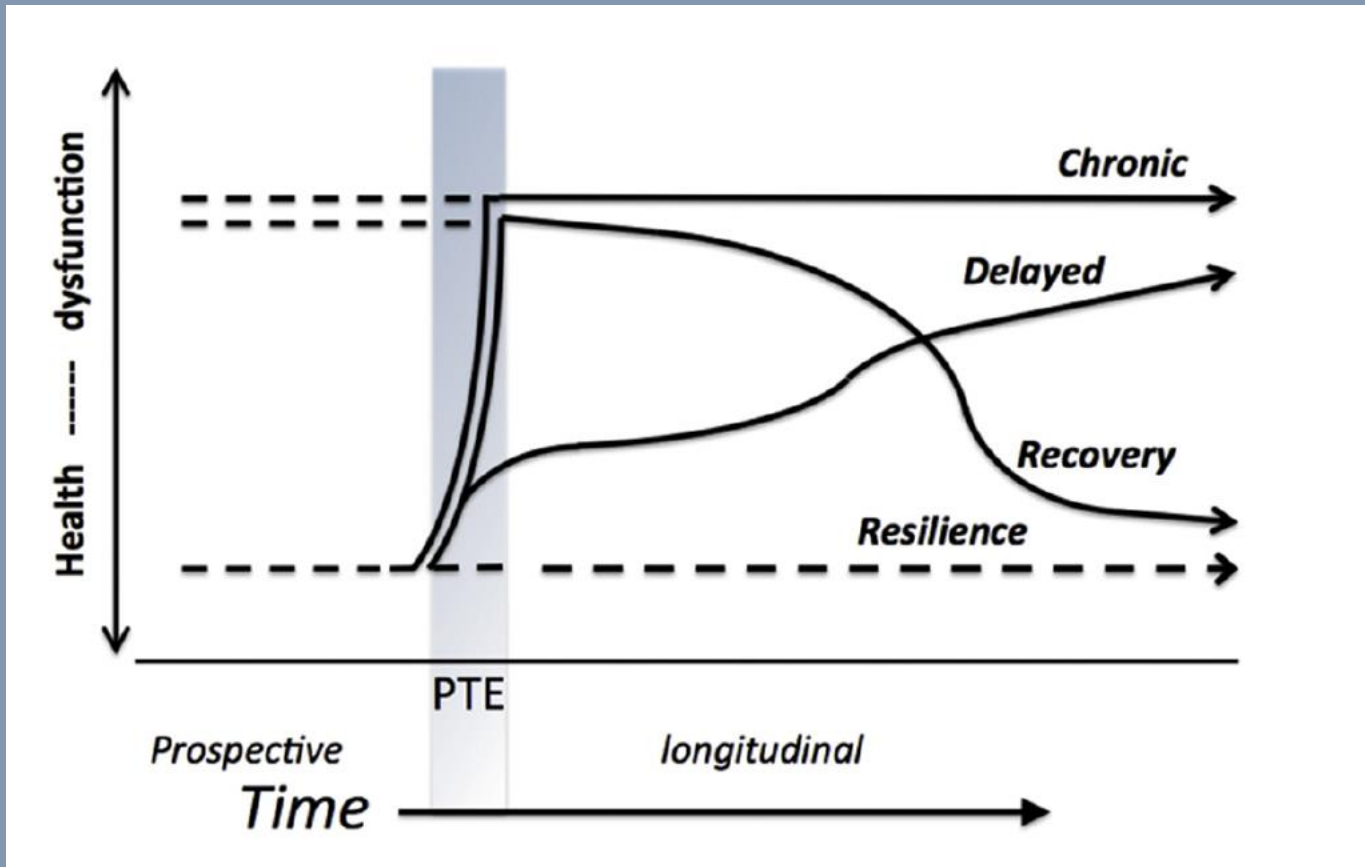 Health ------ dysfunction
Chronic
Delayed
Recovery
Resilience
PTE
Prospective
longitudinal
Time